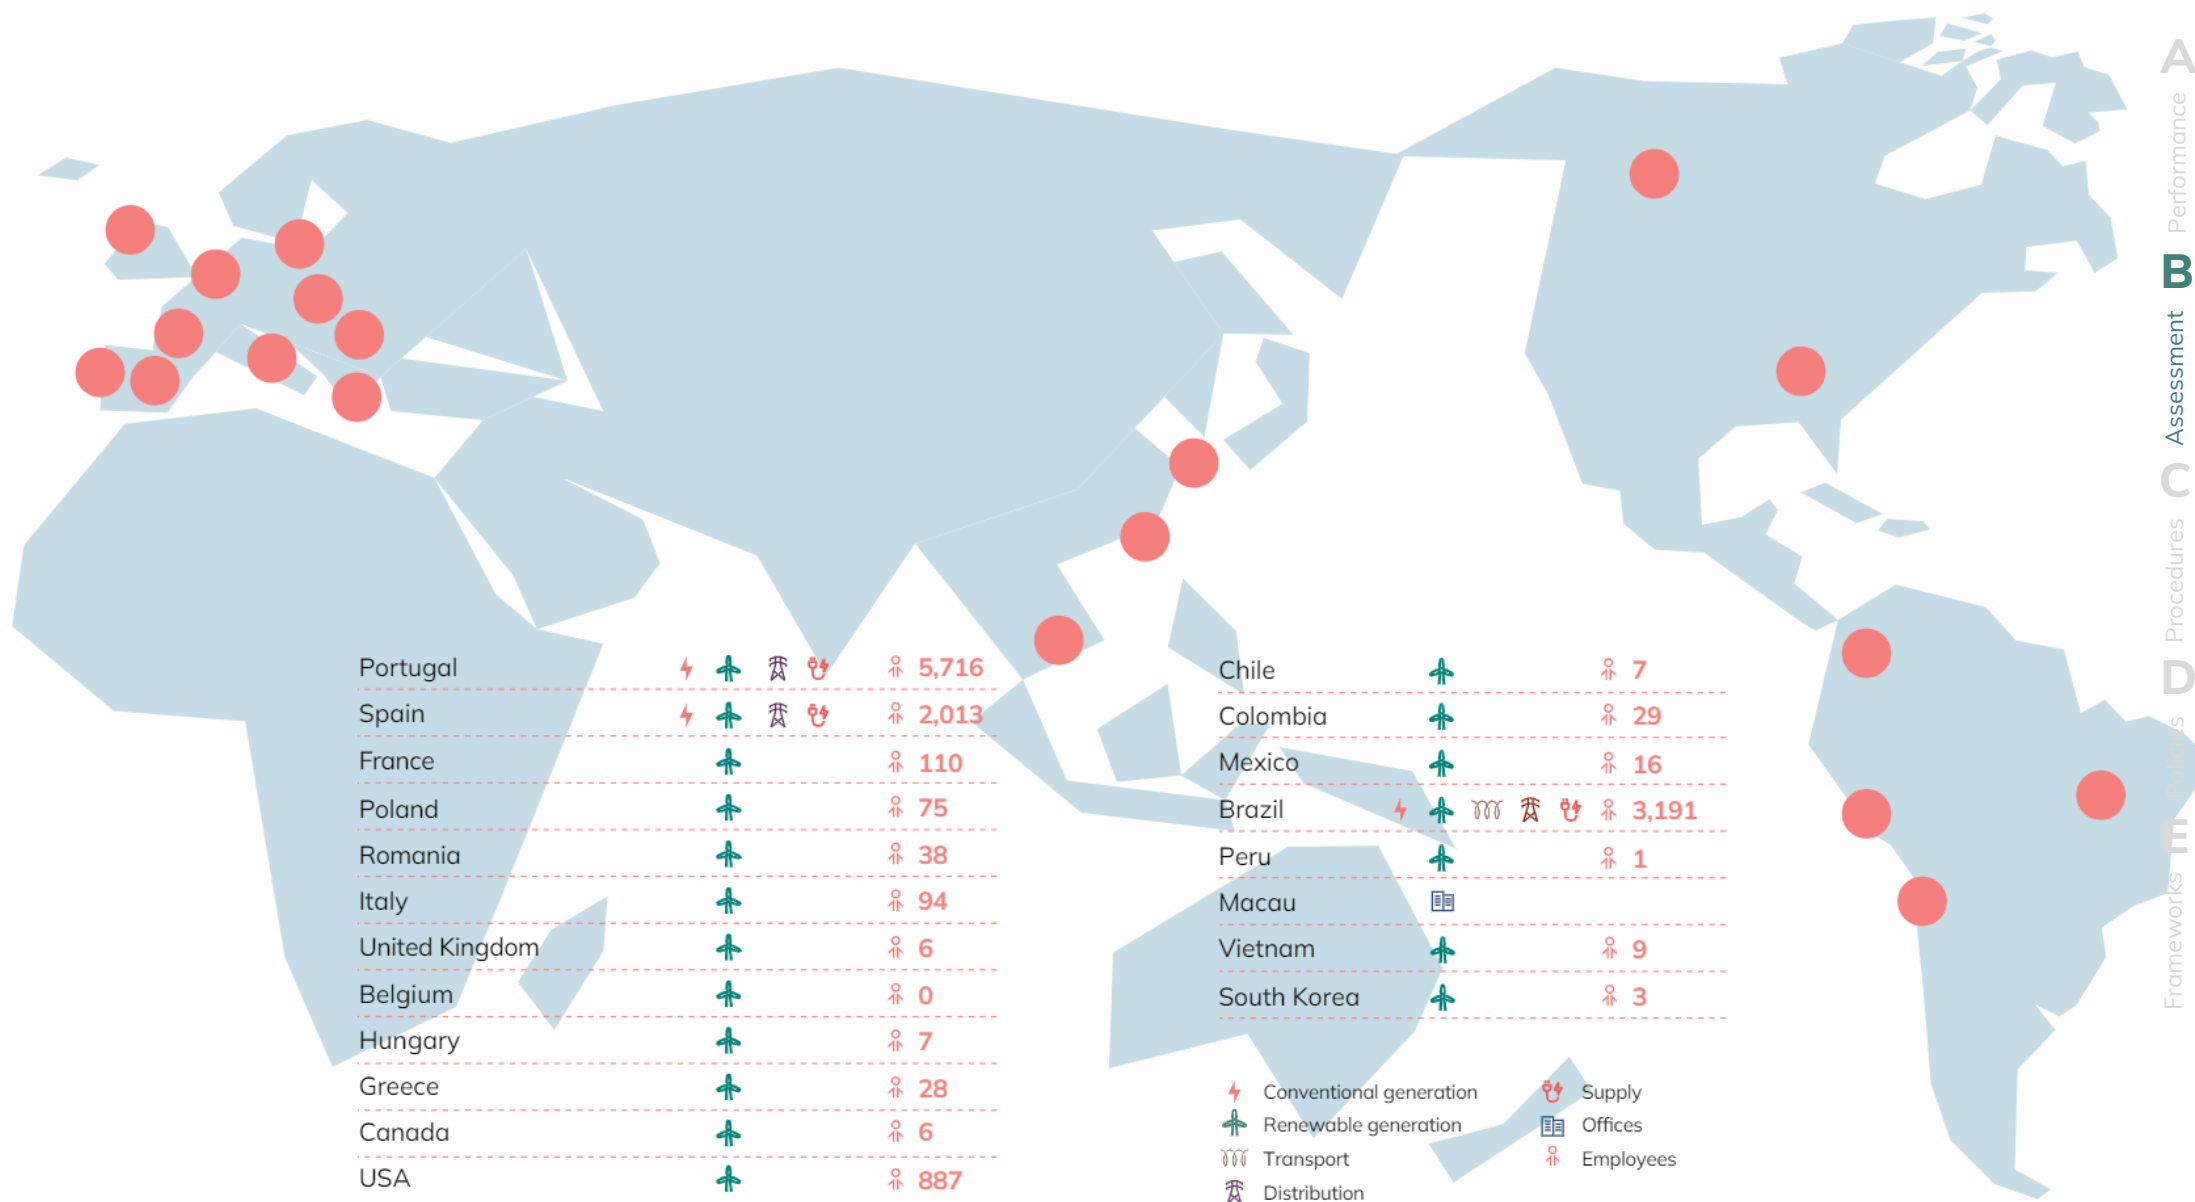 Portugal 5,716
Spain 2,013
France 110
Poland 75
Romania 38
Italy 94
United Kingdom 6
Belgium 0
Hungary 7
Greece 28
Canada 6
USA 887
Chile 7
Colombia 29
Mexico 16
Brazil 3,191
Peru 1
Macau
Vietnam 9
South Korea 3
Conventional generation
Renewable generation
Transport
Distribution
Supply
Offices
Employees
A
Performance
B
Assessment
C
Procedures
D
E
Frameworks